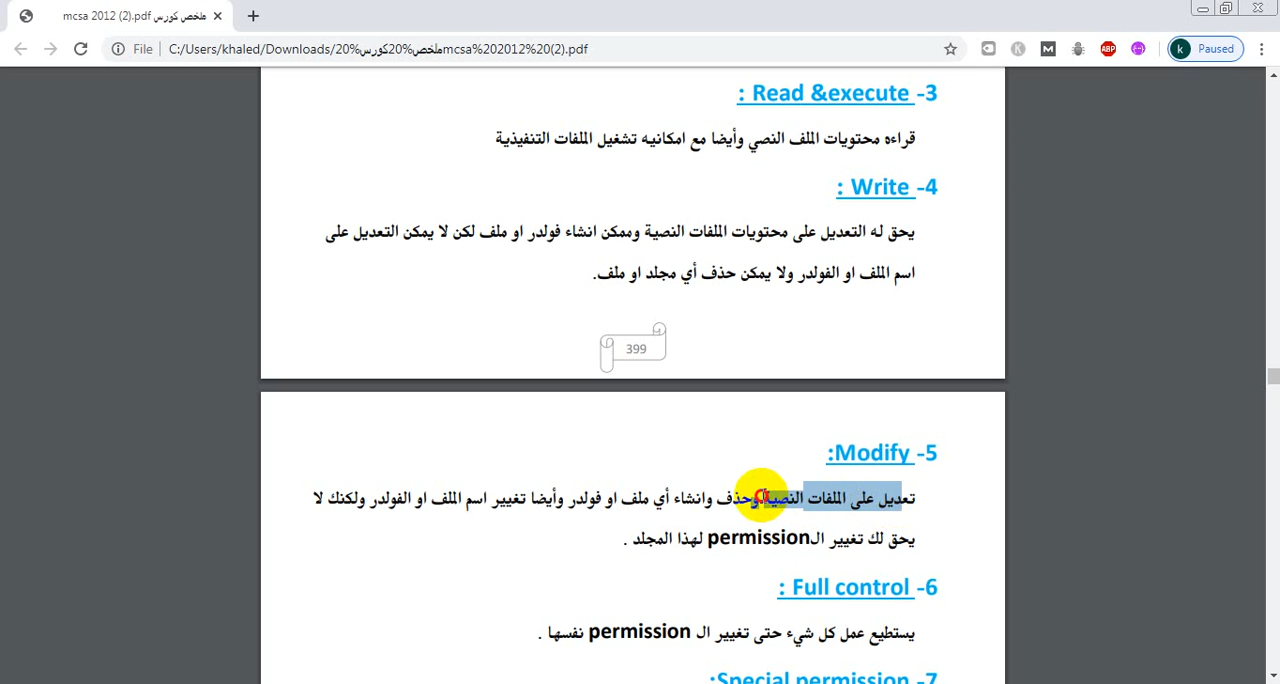 mcsa 2012 (2).pdf ملخص كورس
File
C:/Users/khaled/Downloads/20%ملخص%20كورسmcsa%202012%20(2).pdf
M
ABP
k Paused
3- Read &execute :
قراءه محتويات الملف النصي وأيضا مع امكانيه تشغيل الملفات التنفيذية
4- Write :
يحق له التعديل على محتويات الملفات النصية وممكن انشاء فولدر او ملف لكن لا يمكن التعديل على
اسم الملف او الفولدر ولا يمكن حذف أي مجلد او ملف.
399
5- Modify:
تعديل على الملفات النصية وحذف وانشاء أي ملف او فولدر وأيضا تغيير اسم الملف او الفولدر ولكنك لا
يحق لك تغيير الpermission لهذا المجلد .
6- Full control :
يستطيع عمل كل شيء حتى تغيير ال permission نفسها .
7- Special permission: